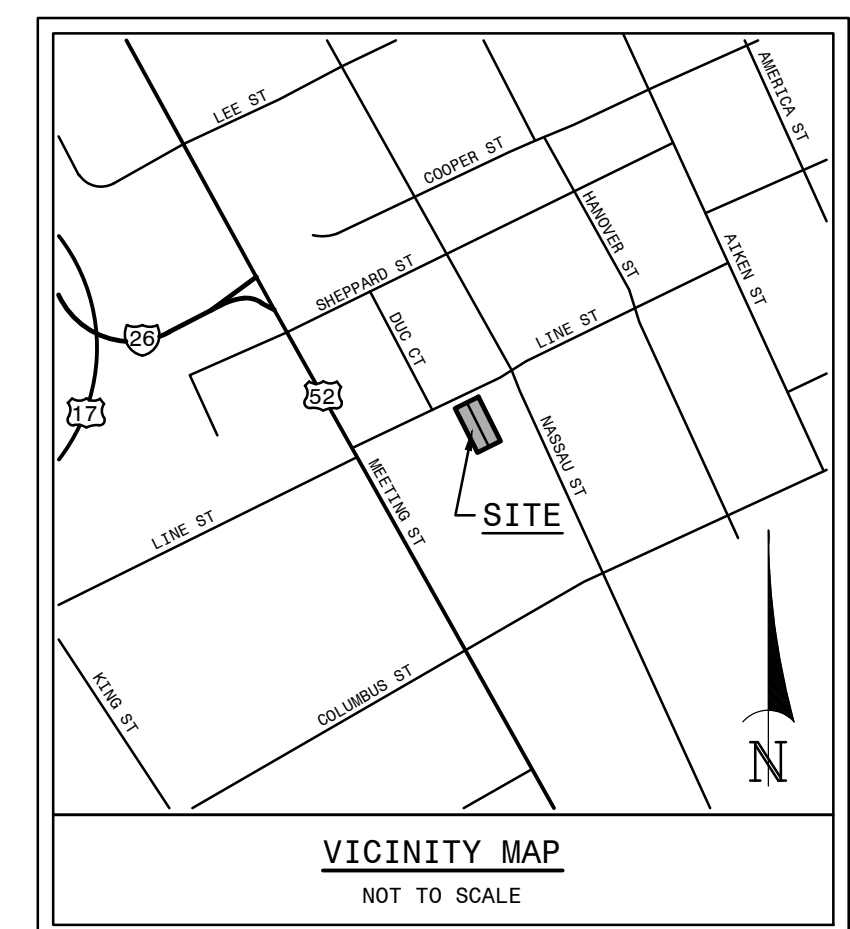 LEE ST
AMERICA ST
COOPER ST
HANOVER ST
AIKEN ST
SHEPPARD ST
DUC CT
LINE ST
26
17
52
NASSAU ST
MEETING ST
SITE
LINE ST
KING ST
COLUMBUS ST
N
VICINITY MAP
NOT TO SCALE